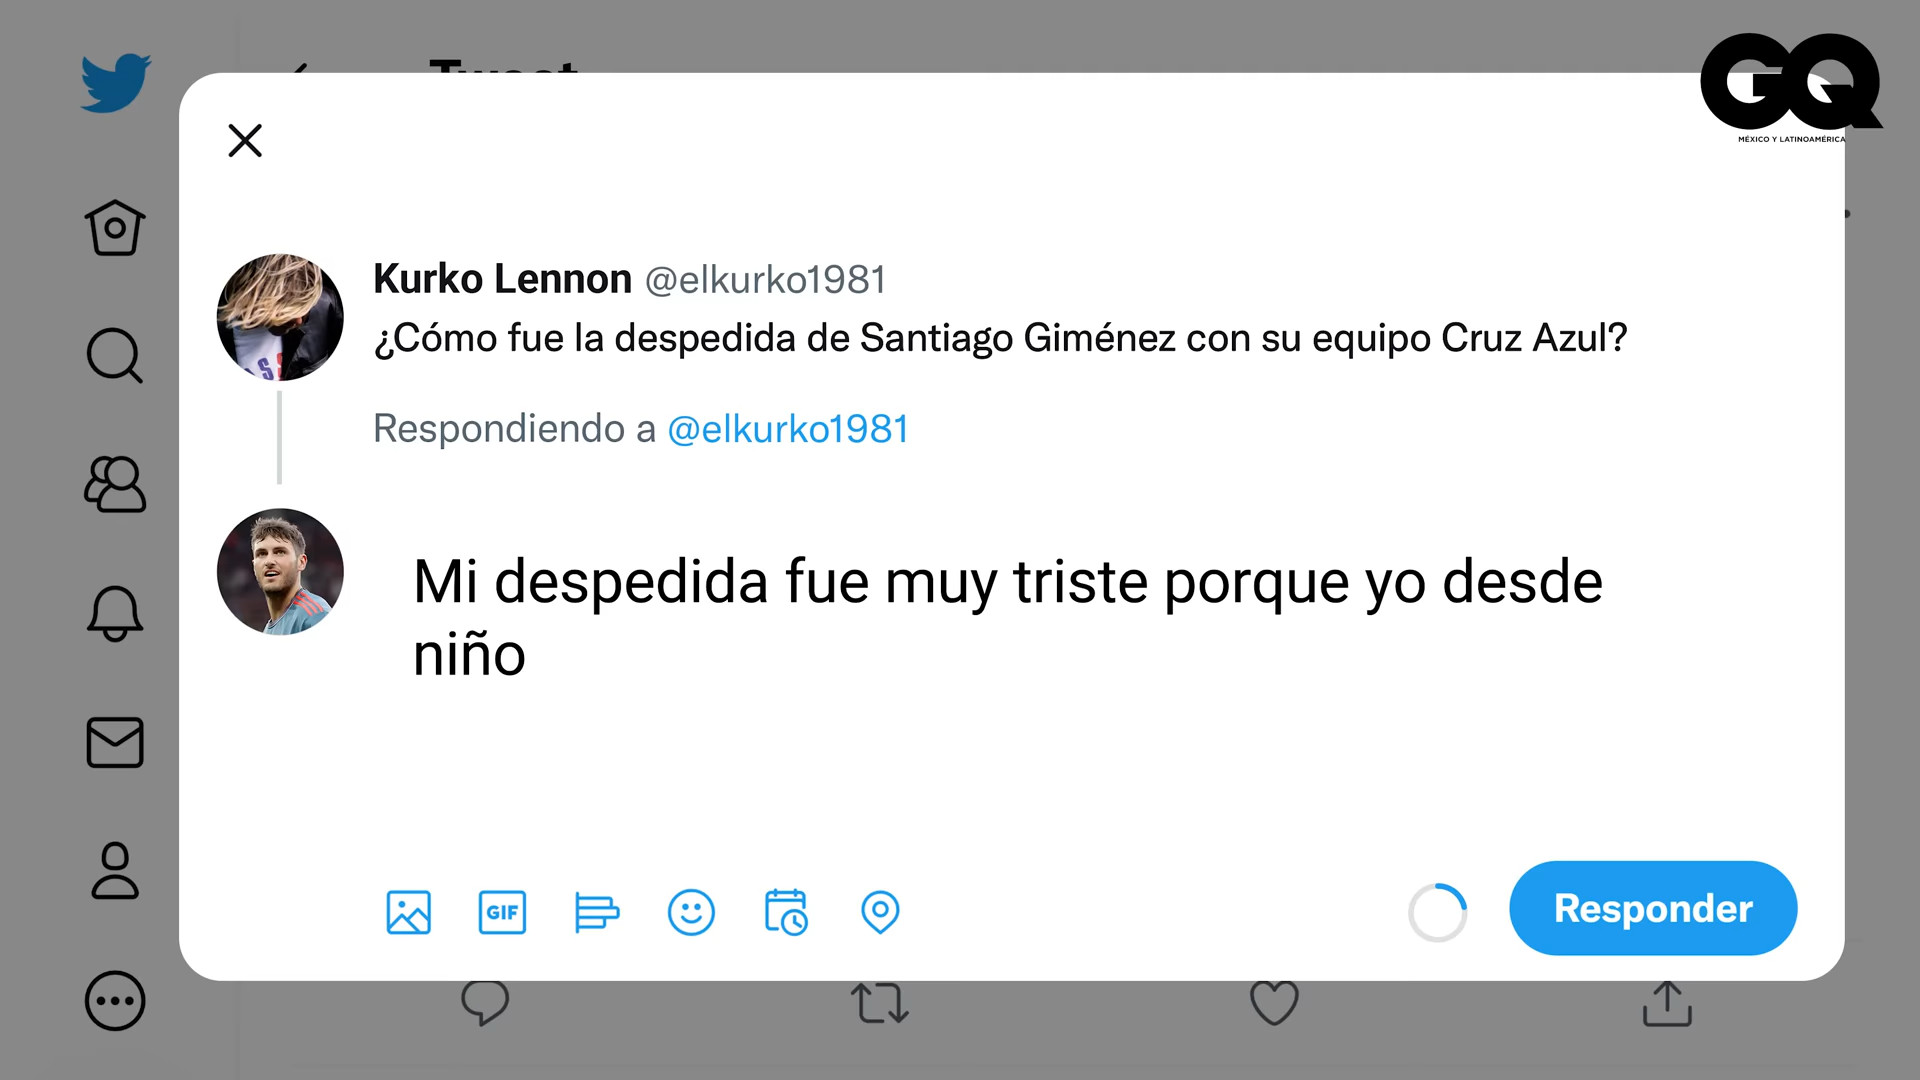 Tweet
GQ
MÉXICO Y LATINOAMÉRICA
Kurko Lennon @elkurko1981
¿Cómo fue la despedida de Santiago Giménez con su equipo Cruz Azul?
Respondiendo a @elkurko1981
Mi despedida fue muy triste porque yo desde
niño
GIF
Responder